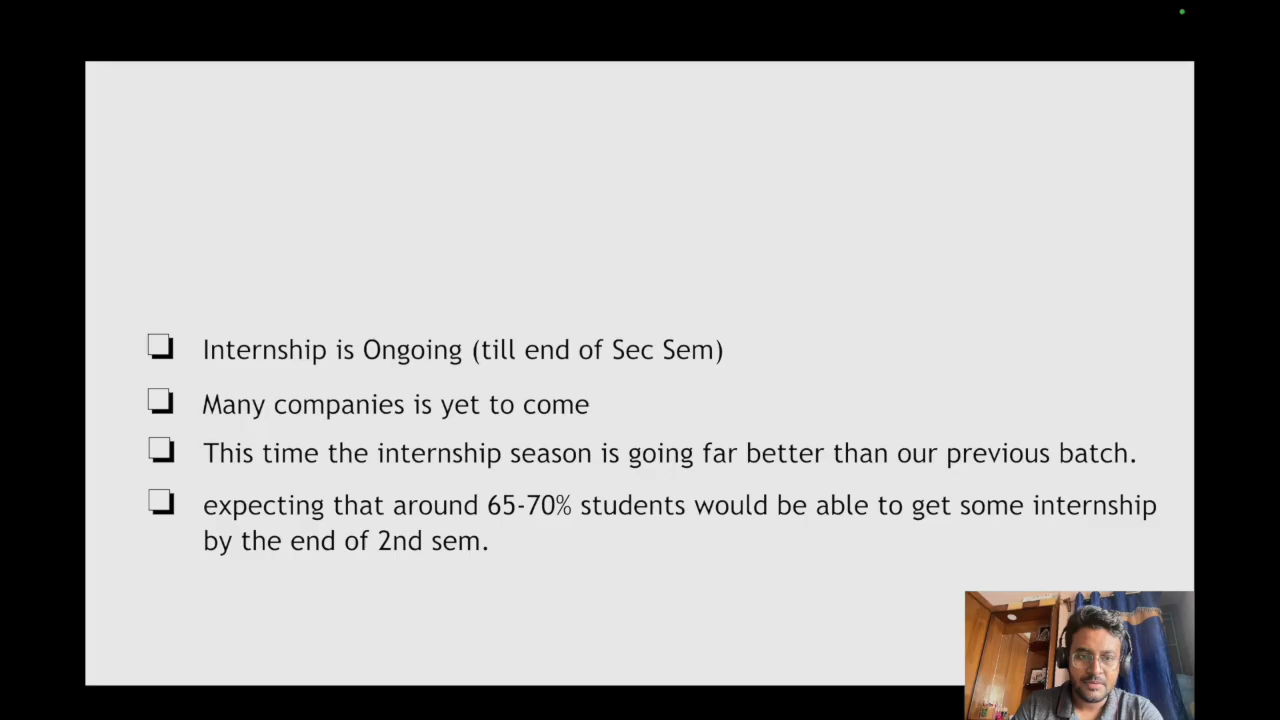 Internship is Ongoing (till end of Sec Sem)
Many companies is yet to come
This time the internship season is going far better than our previous batch.
expecting that around 65-70% students would be able to get some internship
by the end of 2nd sem.